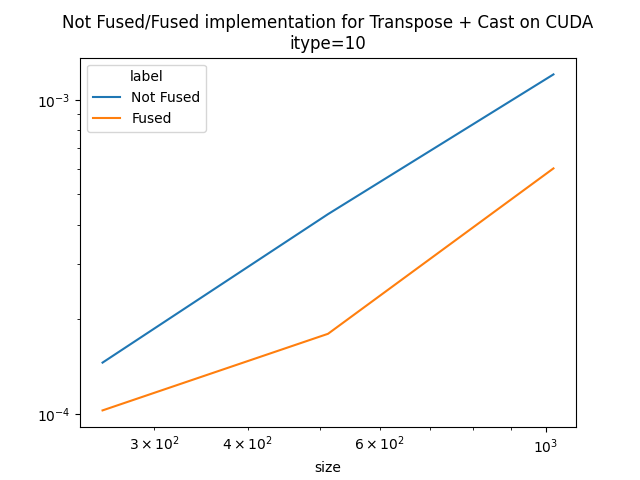 Not Fused/Fused implementation for Transpose + Cast on CUDA
itype=10
label
Not Fused
Fused
10⁻³
10⁻⁴
3 × 10² 4 × 10² 6 × 10² 10³
size